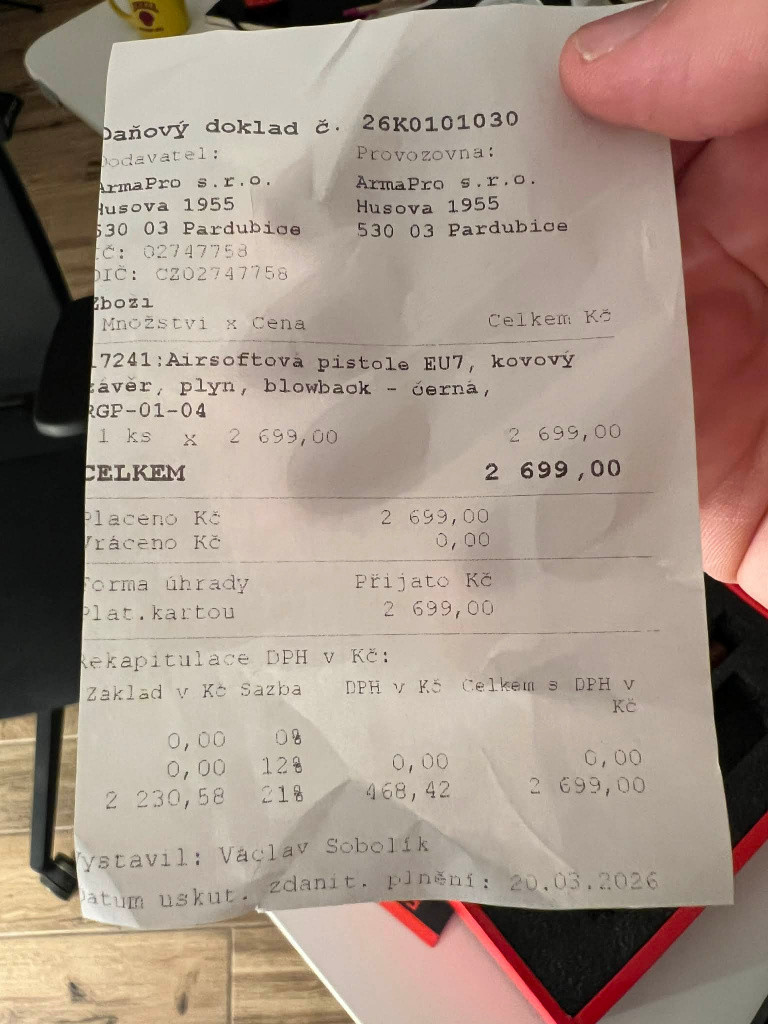 Daňový doklad č. 26K0101030
Dodavatel: Provozovna:
ArmaPro s.r.o. ArmaPro s.r.o.
Husova 1955 Husova 1955
530 03 Pardubice 530 03 Pardubice
IČ: 02747758
DIČ: CZ02747758
Zboží
Množství x Cena Celkem Kč
17241:Airsoftová pistole EU7, kovový
závěr, plyn, blowback - černá,
RGP-01-04
1 ks x 2 699,00 2 699,00
CELKEM 2 699,00
Placeno Kč 2 699,00
Vráceno Kč 0,00
Forma úhrady Přijato Kč
Plat.kartou 2 699,00
Rekapitulace DPH v Kč:
Základ v Kč Sazba DPH v Kč Celkem s DPH v
Kč
0,00 0%
0,00 12% 0,00 0,00
2 230,58 21% 468,42 2 699,00
Vystavil: Václav Sobolík
Datum uskut. zdanit. plnění: 20.03.2026